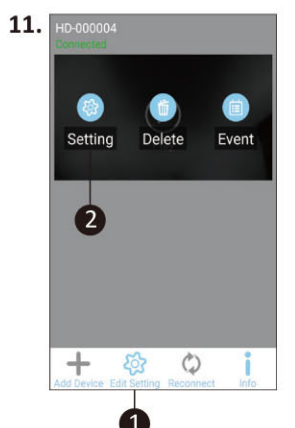 11.
HD-000004
Connected
Setting Delete Event
2
Add Device Edit Setting Reconnect Info
1